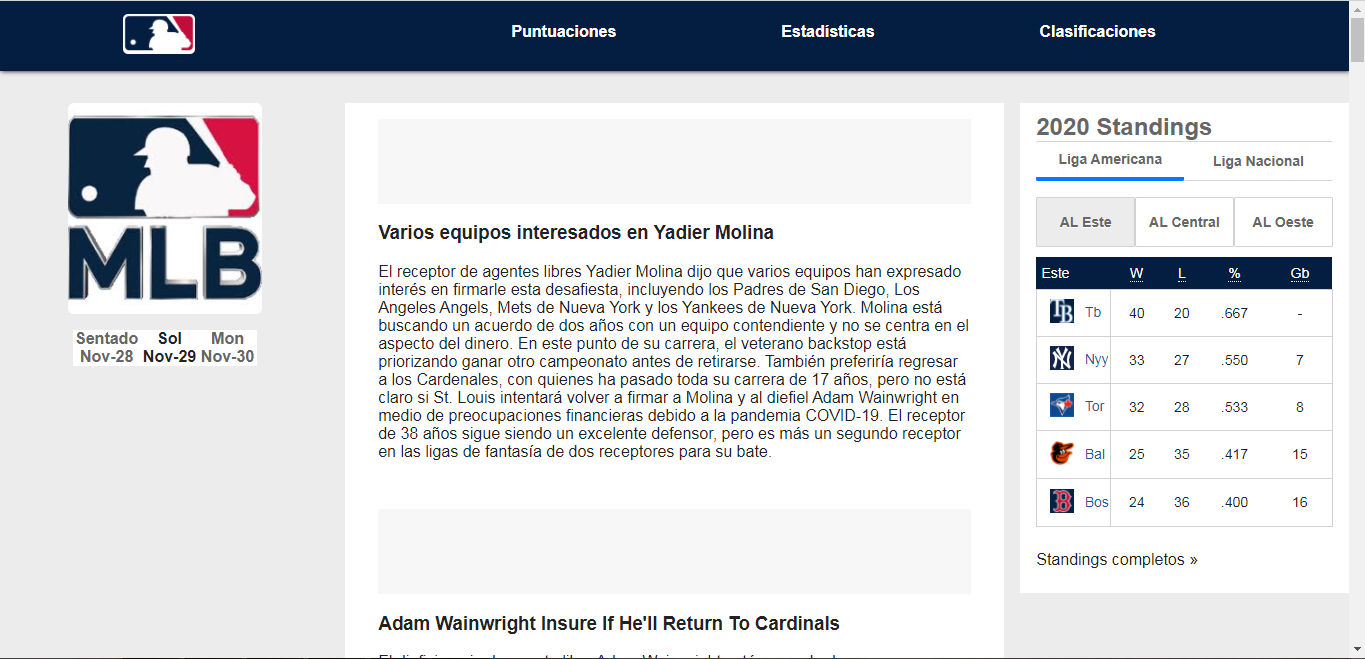 Puntuaciones Estadísticas Clasificaciones
MLB
Sentado Sol Mon
Nov-28 Nov-29 Nov-30
Varios equipos interesados en Yadier Molina
El receptor de agentes libres Yadier Molina dijo que varios equipos han expresado
interés en firmarle esta desafiesta, incluyendo los Padres de San Diego, Los
Angeles Angels, Mets de Nueva York y los Yankees de Nueva York. Molina está
buscando un acuerdo de dos años con un equipo contendiente y no se centra en el
aspecto del dinero. En este punto de su carrera, el veterano backstop está
priorizando ganar otro campeonato antes de retirarse. También preferiría regresar
a los Cardenales, con quienes ha pasado toda su carrera de 17 años, pero no está
claro si St. Louis intentará volver a firmar a Molina y al diefiel Adam Wainwright en
medio de preocupaciones financieras debido a la pandemia COVID-19. El receptor
de 38 años sigue siendo un excelente defensor, pero es más un segundo receptor
en las ligas de fantasía de dos receptores para su bate.
Adam Wainwright Insure If He'll Return To Cardinals
2020 Standings
Liga Americana Liga Nacional
AL Este AL Central AL Oeste
Este W L % Gb
Tb 40 20 .667 -
Nyy 33 27 .550 7
Tor 32 28 .533 8
Bal 25 35 .417 15
Bos 24 36 .400 16
Standings completos »